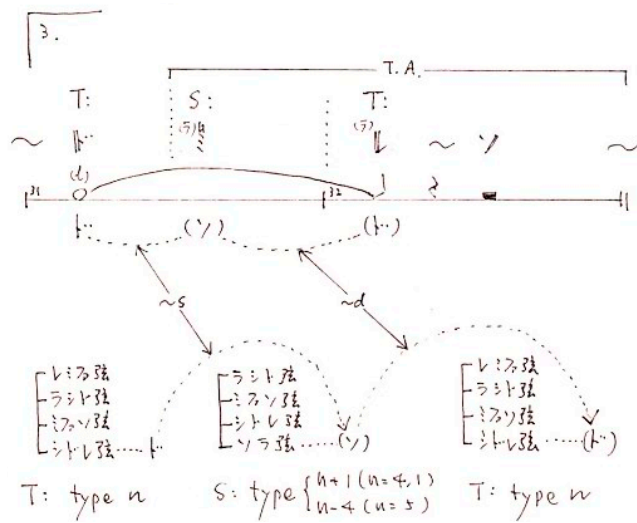 3.
T.A.
T: S: T:
~ ド (ラ) (ラ) ~ ソ ~
(l)
31 32
ド (ソ) (ド)
~s ~d
レミファ弦 ラシド弦 レミファ弦
ラシド弦 ミファソ弦 ラシド弦
ミファソ弦 シドレ弦 ミファソ弦
シドレ弦……ド ソラ弦……(ソ) シドレ弦……(ド)
T: type n S: type { n+1 (n=4,1) T: type n
n-4 (n=5)